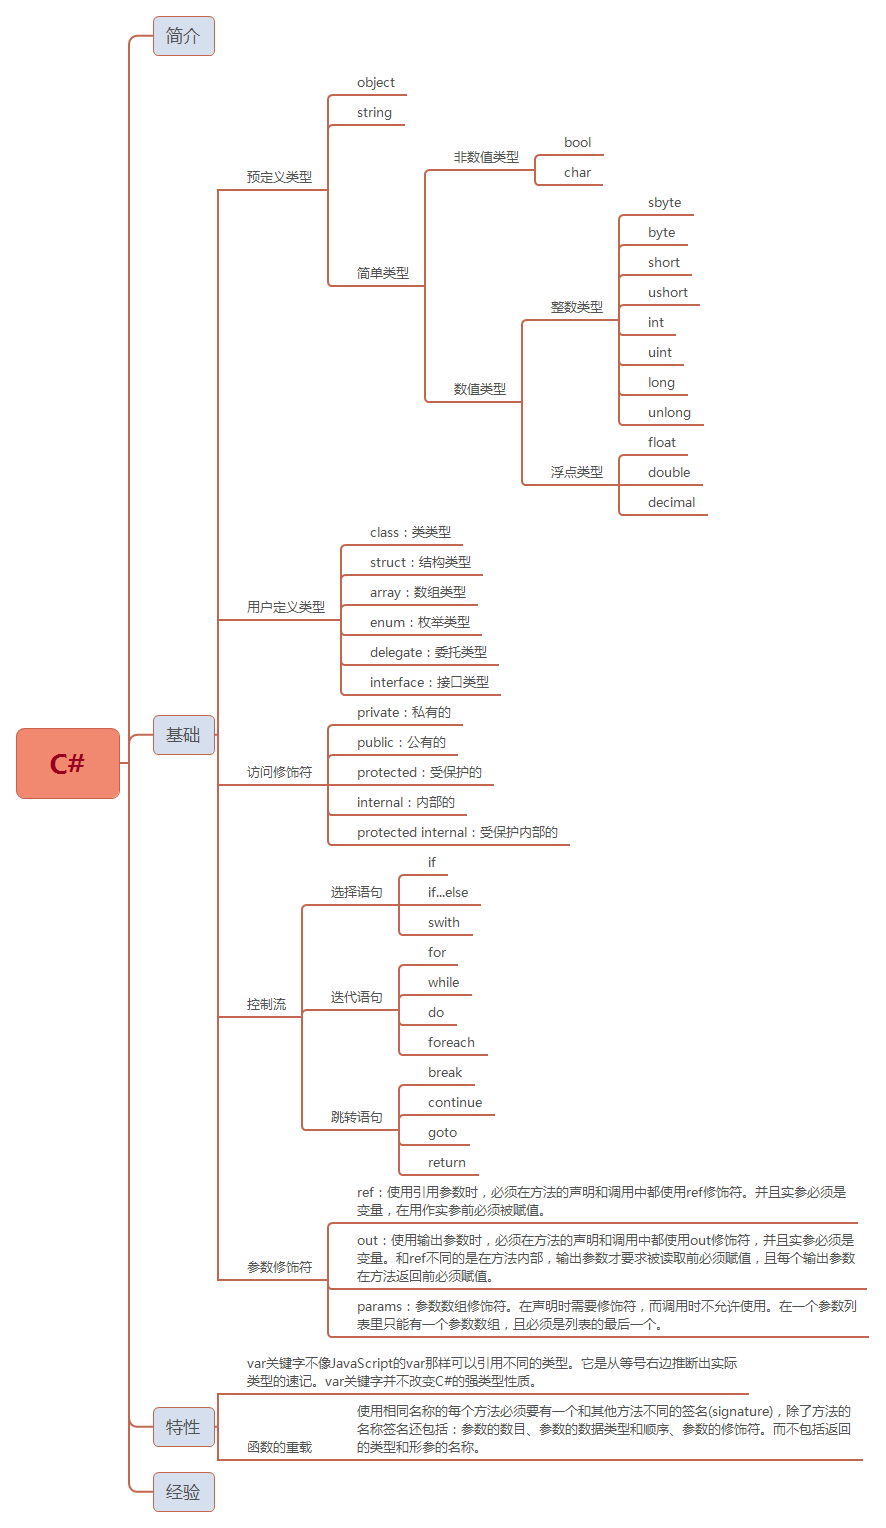 简介
object
string
非数值类型
bool
char
预定义类型
简单类型
sbyte
byte
short
ushort
整数类型
int
uint
long
unlong
数值类型
float
浮点类型
double
decimal
class：类类型
struct：结构类型
array：数组类型
用户定义类型
enum：枚举类型
delegate：委托类型
interface：接口类型
基础
C#
private：私有的
public：公有的
访问修饰符
protected：受保护的
internal：内部的
protected internal：受保护内部的
if
选择语句
if...else
swith
for
控制流
迭代语句
while
do
foreach
break
跳转语句
continue
goto
return
ref：使用引用参数时，必须在方法的声明和调用中都使用ref修饰符。并且实参必须是
变量，在用作实参前必须被赋值。
out：使用输出参数时，必须在方法的声明和调用中都使用out修饰符，并且实参必须是
变量。和ref不同的是在方法内部，输出参数才要求被读取前必须赋值，且每个输出参数
在方法返回前必须赋值。
参数修饰符
params：参数数组修饰符。在声明时需要修饰符，而调用时不允许使用。在一个参数列
表里只能有一个参数数组，且必须是列表的最后一个。
var关键字不像JavaScript的var那样可以引用不同的类型。它是从等号右边推断出实际
类型的速记。var关键字并不改变C#的强类型性质。
特性
函数的重载
使用相同名称的每个方法必须要有一个和其他方法不同的签名(signature)，除了方法的
名称签名还包括：参数的数目、参数的数据类型和顺序、参数的修饰符。而不包括返回
的类型和形参的名称。
经验